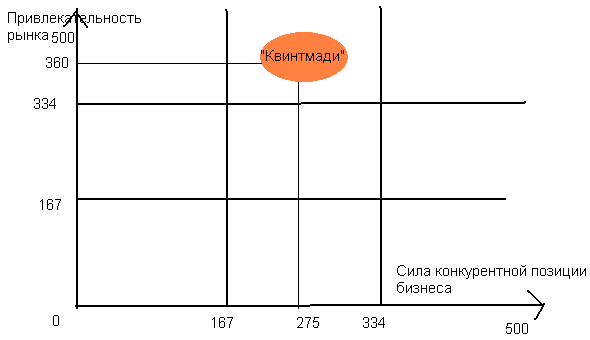 Привлекательность
рынка 500
360
"Квинтмади"
334
167
Сила конкурентной позиции
бизнеса
0 167 275 334 500